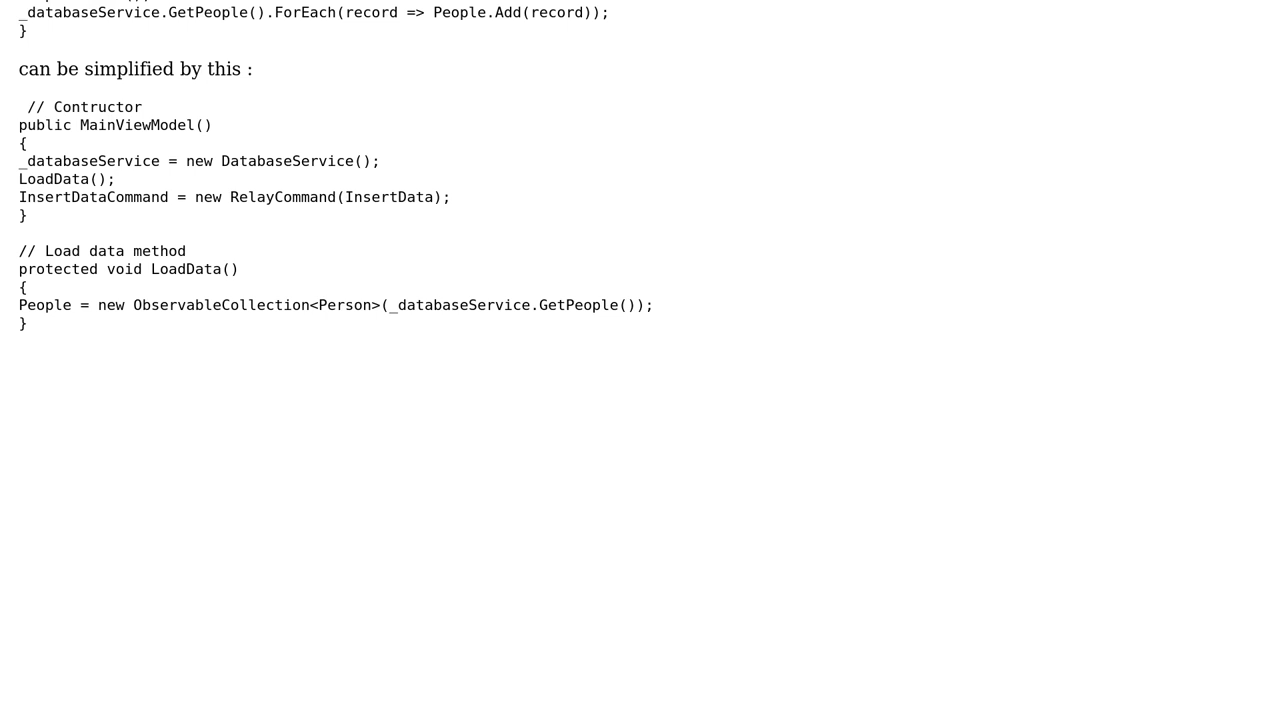 _databaseService.GetPeople().ForEach(record => People.Add(record));
}
can be simplified by this :
// Contructor
public MainViewModel()
{
_databaseService = new DatabaseService();
LoadData();
InsertDataCommand = new RelayCommand(InsertData);
}
// Load data method
protected void LoadData()
{
People = new ObservableCollection<Person>(_databaseService.GetPeople());
}